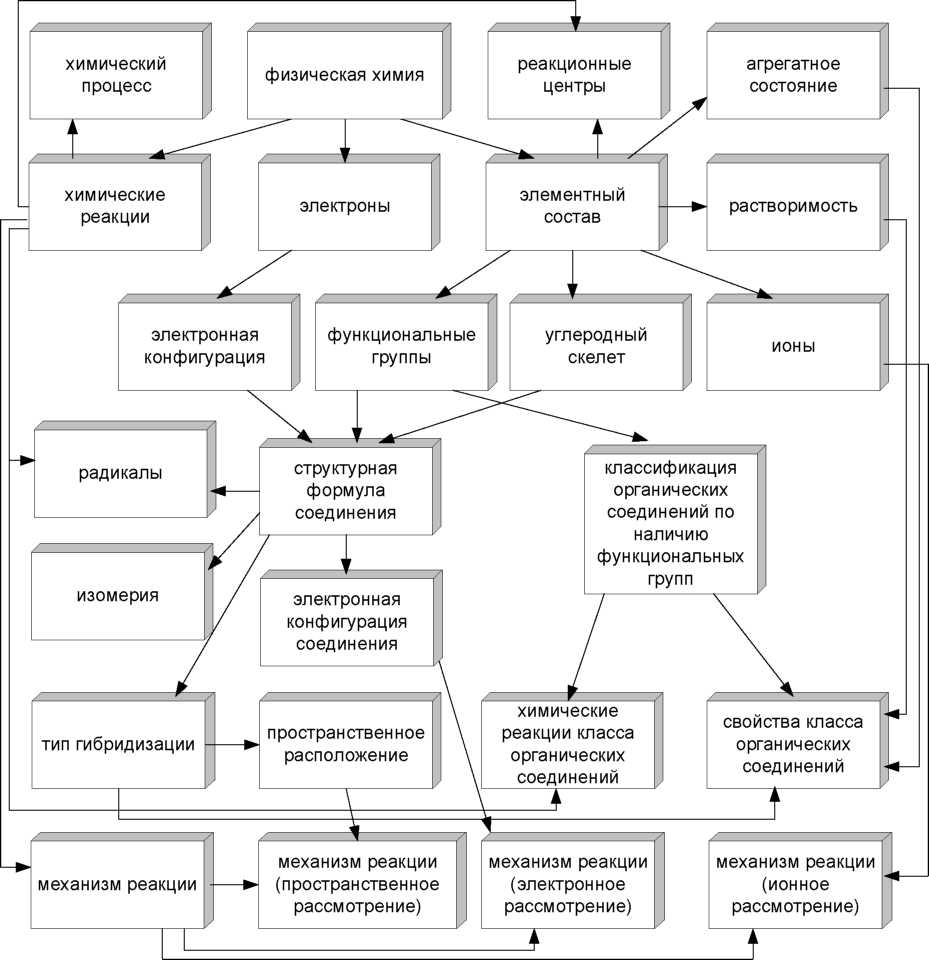 химический
процесс
физическая химия
реакционные
центры
агрегатное
состояние
химические
реакции
электроны
элементный
состав
растворимость
электронная
конфигурация
функциональные
группы
углеродный
скелет
ионы
радикалы
структурная
формула
соединения
классификация
органических
соединений по
наличию
функциональных
групп
изомерия
электронная
конфигурация
соединения
тип гибридизации
пространственное
расположение
химические
реакции класса
органических
соединений
свойства класса
органических
соединений
механизм реакции
механизм реакции
(пространственное
рассмотрение)
механизм реакции
(электронное
рассмотрение)
механизм реакции
(ионное
рассмотрение)